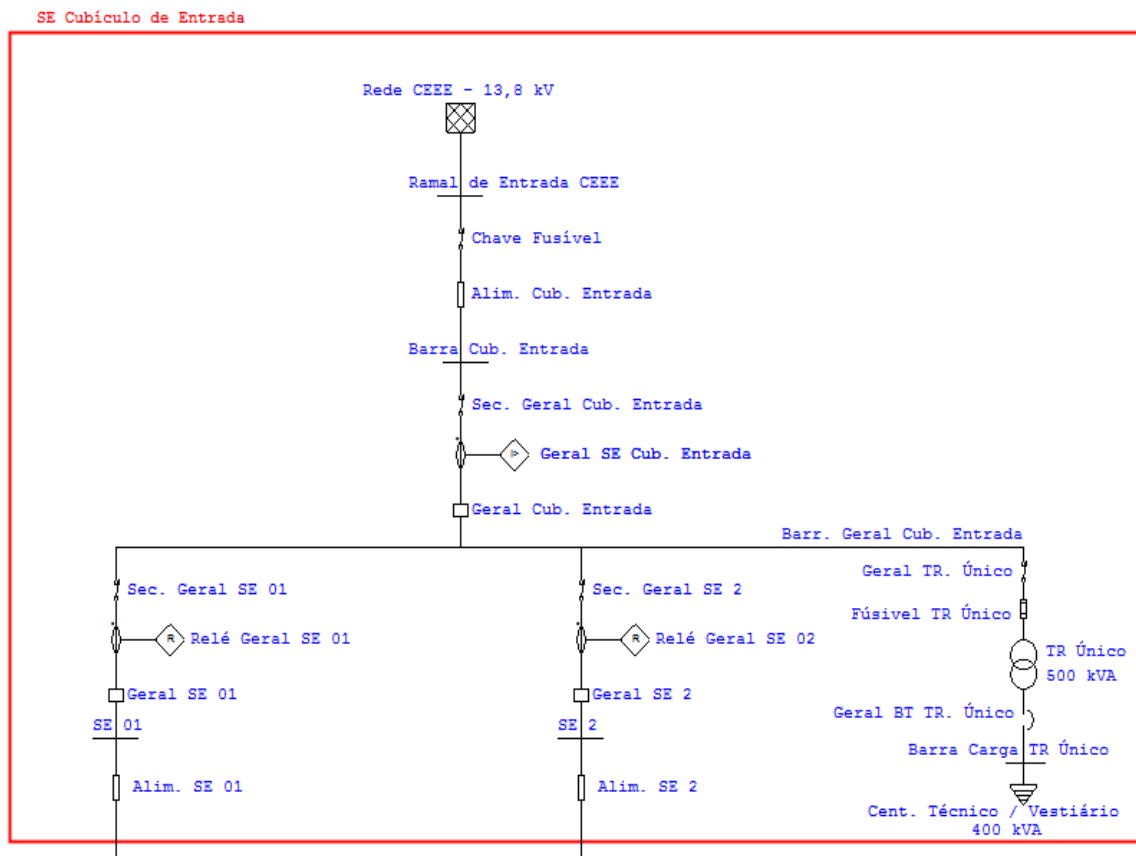 SE Cubículo de Entrada
Rede CEEE - 13,8 kV
Ramal de Entrada CEEE
Chave Fusível
Alim. Cub. Entrada
Barra Cub. Entrada
Sec. Geral Cub. Entrada
I> Geral SE Cub. Entrada
Geral Cub. Entrada
Barr. Geral Cub. Entrada
Sec. Geral SE 01
R Relé Geral SE 01
Geral SE 01
SE 01
Alim. SE 01
Sec. Geral SE 2
R Relé Geral SE 02
Geral SE 2
SE 2
Alim. SE 2
Geral TR. Único
Fúsivel TR Único
TR Único
500 kVA
Geral BT TR. Único
Barra Carga TR Único
Cent. Técnico / Vestiário
400 kVA